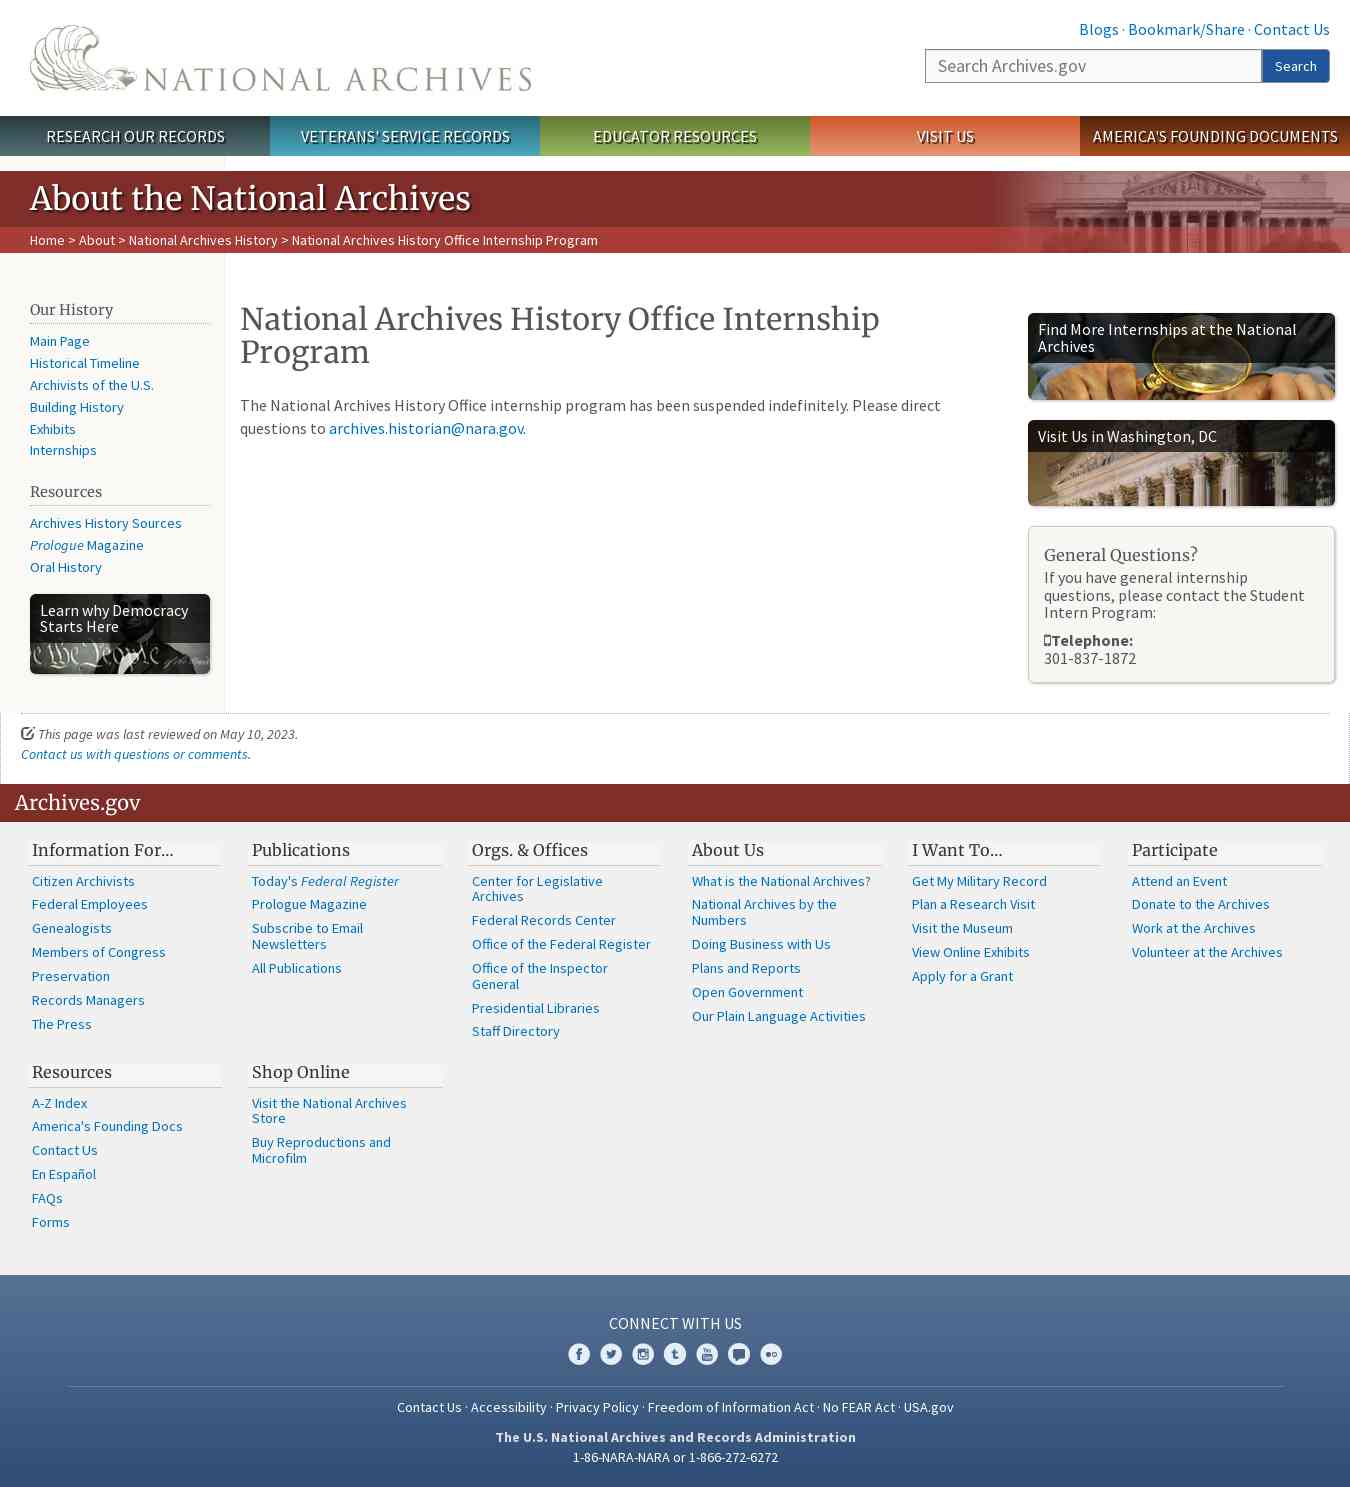 NATIONAL ARCHIVES
Blogs · Bookmark/Share · Contact Us
Search Archives.gov
Search
RESEARCH OUR RECORDS
VETERANS' SERVICE RECORDS
EDUCATOR RESOURCES
VISIT US
AMERICA'S FOUNDING DOCUMENTS
About the National Archives
Home > About > National Archives History > National Archives History Office Internship Program
Our History
Main Page
Historical Timeline
Archivists of the U.S.
Building History
Exhibits
Internships
Resources
Archives History Sources
Prologue Magazine
Oral History
Learn why Democracy
Starts Here
We the People
National Archives History Office Internship
Program
The National Archives History Office internship program has been suspended indefinitely. Please direct
questions to archives.historian@nara.gov.
Find More Internships at the National
Archives
Visit Us in Washington, DC
General Questions?
If you have general internship
questions, please contact the Student
Intern Program:
Telephone:
301-837-1872
This page was last reviewed on May 10, 2023.
Contact us with questions or comments.
Archives.gov
Information For…
Citizen Archivists
Federal Employees
Genealogists
Members of Congress
Preservation
Records Managers
The Press
Publications
Today's Federal Register
Prologue Magazine
Subscribe to Email
Newsletters
All Publications
Orgs. & Offices
Center for Legislative
Archives
Federal Records Center
Office of the Federal Register
Office of the Inspector
General
Presidential Libraries
Staff Directory
About Us
What is the National Archives?
National Archives by the
Numbers
Doing Business with Us
Plans and Reports
Open Government
Our Plain Language Activities
I Want To…
Get My Military Record
Plan a Research Visit
Visit the Museum
View Online Exhibits
Apply for a Grant
Participate
Attend an Event
Donate to the Archives
Work at the Archives
Volunteer at the Archives
Resources
A-Z Index
America's Founding Docs
Contact Us
En Español
FAQs
Forms
Shop Online
Visit the National Archives
Store
Buy Reproductions and
Microfilm
CONNECT WITH US
Contact Us · Accessibility · Privacy Policy · Freedom of Information Act · No FEAR Act · USA.gov
The U.S. National Archives and Records Administration
1-86-NARA-NARA or 1-866-272-6272